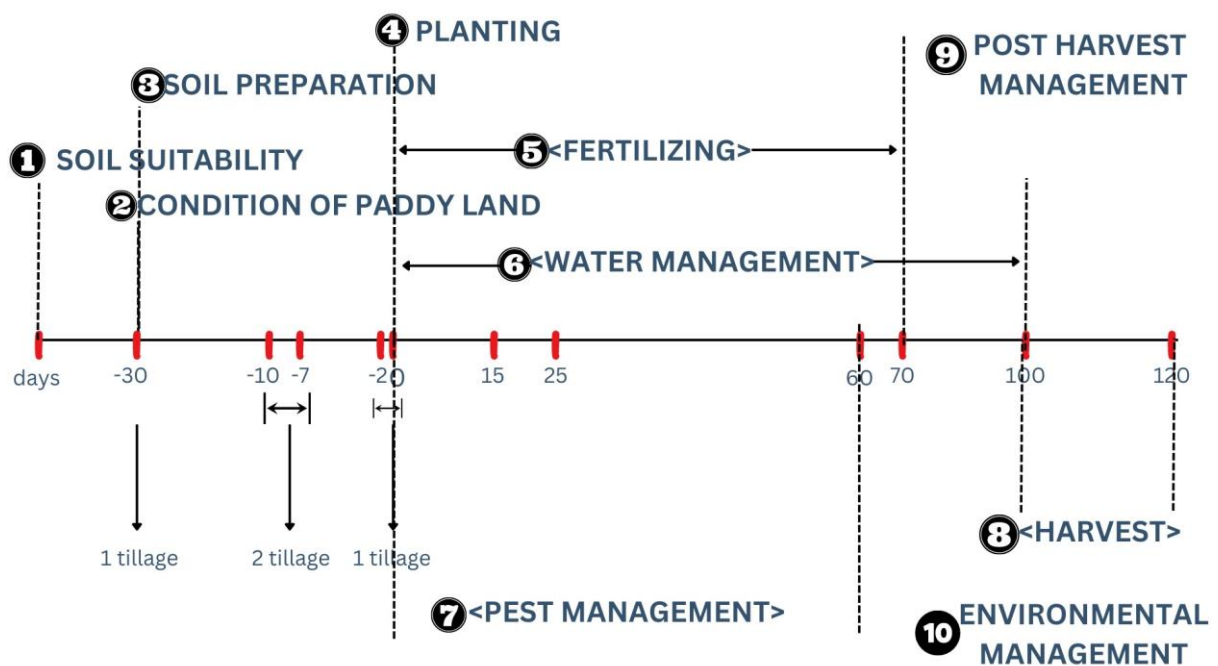 4 PLANTING
9 POST HARVEST
MANAGEMENT
3 SOIL PREPARATION
5 <FERTILIZING>
1 SOIL SUITABILITY
2 CONDITION OF PADDY LAND
6 <WATER MANAGEMENT>
days -30 -10 -7 -2 0 15 25 60 70 100 120
1 tillage 2 tillage 1 tillage
8 <HARVEST>
7 <PEST MANAGEMENT>
10 ENVIRONMENTAL
MANAGEMENT